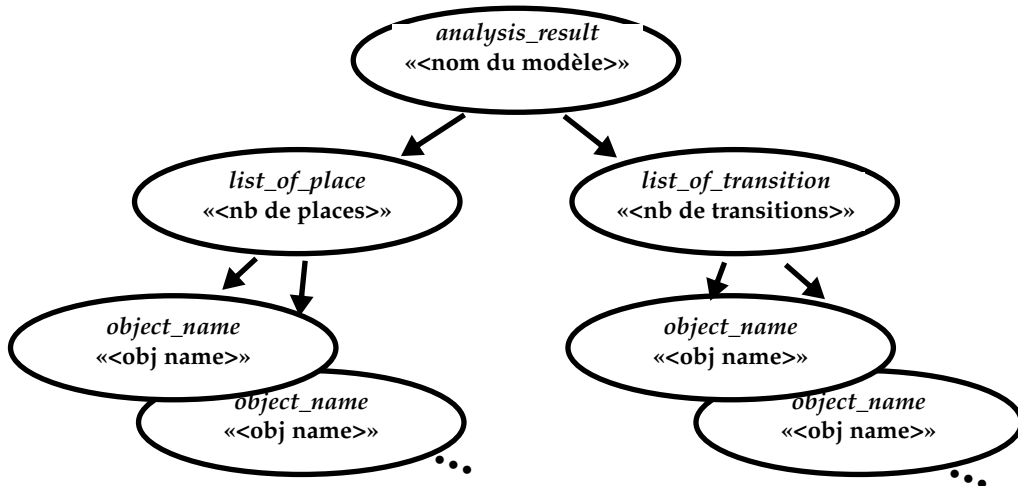 analysis_result
«<nom du modèle>»
list_of_place
«<nb de places>»
list_of_transition
«<nb de transitions>»
object_name
«<obj name>»
object_name
«<obj name>»
object_name
«<obj name>»
object_name
«<obj name>»